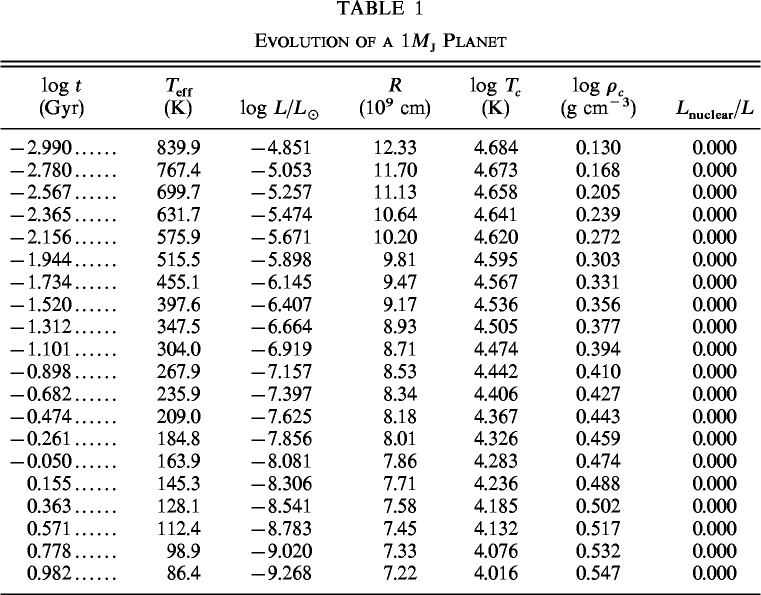 TABLE 1
EVOLUTION OF A 1M_J PLANET
log t (Gyr) T_eff (K) log L/L_⊙ R (10^9 cm) log T_c (K) log ρ_c (g cm^−3) L_nuclear/L
−2.990...... 839.9 −4.851 12.33 4.684 0.130 0.000
−2.780...... 767.4 −5.053 11.70 4.673 0.168 0.000
−2.567...... 699.7 −5.257 11.13 4.658 0.205 0.000
−2.365...... 631.7 −5.474 10.64 4.641 0.239 0.000
−2.156...... 575.9 −5.671 10.20 4.620 0.272 0.000
−1.944...... 515.5 −5.898 9.81 4.595 0.303 0.000
−1.734...... 455.1 −6.145 9.47 4.567 0.331 0.000
−1.520...... 397.6 −6.407 9.17 4.536 0.356 0.000
−1.312...... 347.5 −6.664 8.93 4.505 0.377 0.000
−1.101...... 304.0 −6.919 8.71 4.474 0.394 0.000
−0.898...... 267.9 −7.157 8.53 4.442 0.410 0.000
−0.682...... 235.9 −7.397 8.34 4.406 0.427 0.000
−0.474...... 209.0 −7.625 8.18 4.367 0.443 0.000
−0.261...... 184.8 −7.856 8.01 4.326 0.459 0.000
−0.050...... 163.9 −8.081 7.86 4.283 0.474 0.000
0.155...... 145.3 −8.306 7.71 4.236 0.488 0.000
0.363...... 128.1 −8.541 7.58 4.185 0.502 0.000
0.571...... 112.4 −8.783 7.45 4.132 0.517 0.000
0.778...... 98.9 −9.020 7.33 4.076 0.532 0.000
0.982...... 86.4 −9.268 7.22 4.016 0.547 0.000